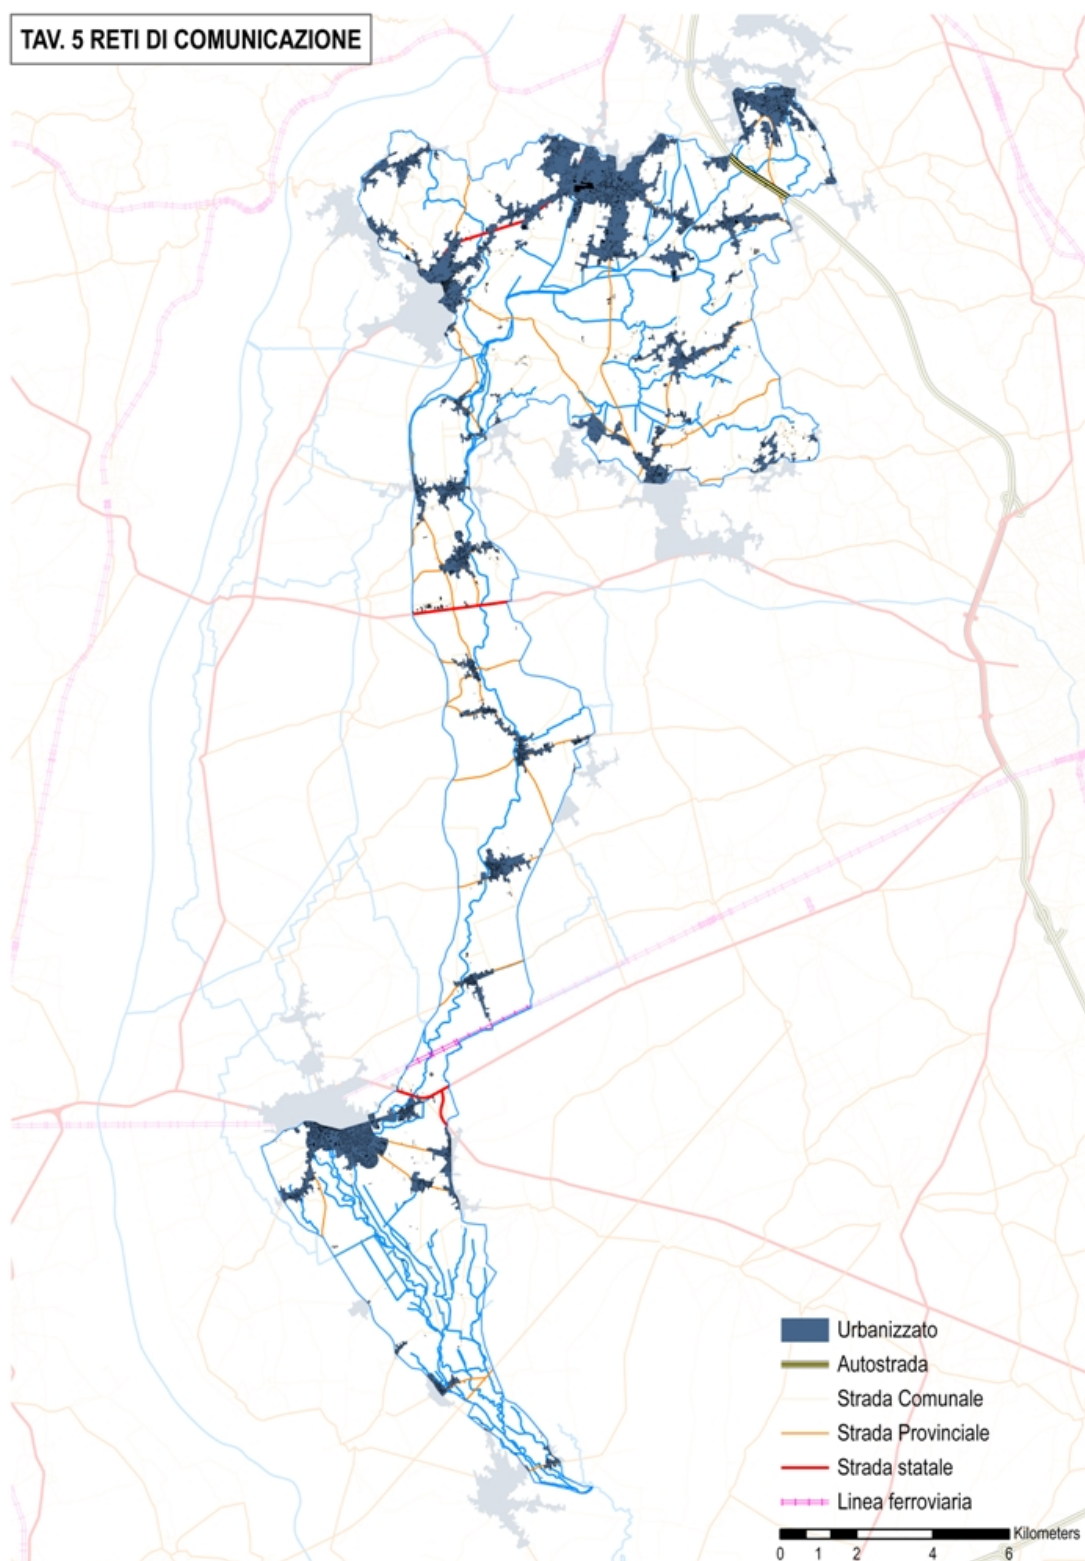 TAV. 5 RETI DI COMUNICAZIONE
Urbanizzato
Autostrada
Strada Comunale
Strada Provinciale
Strada statale
Linea ferroviaria
Kilometers
0 1 2 4 6